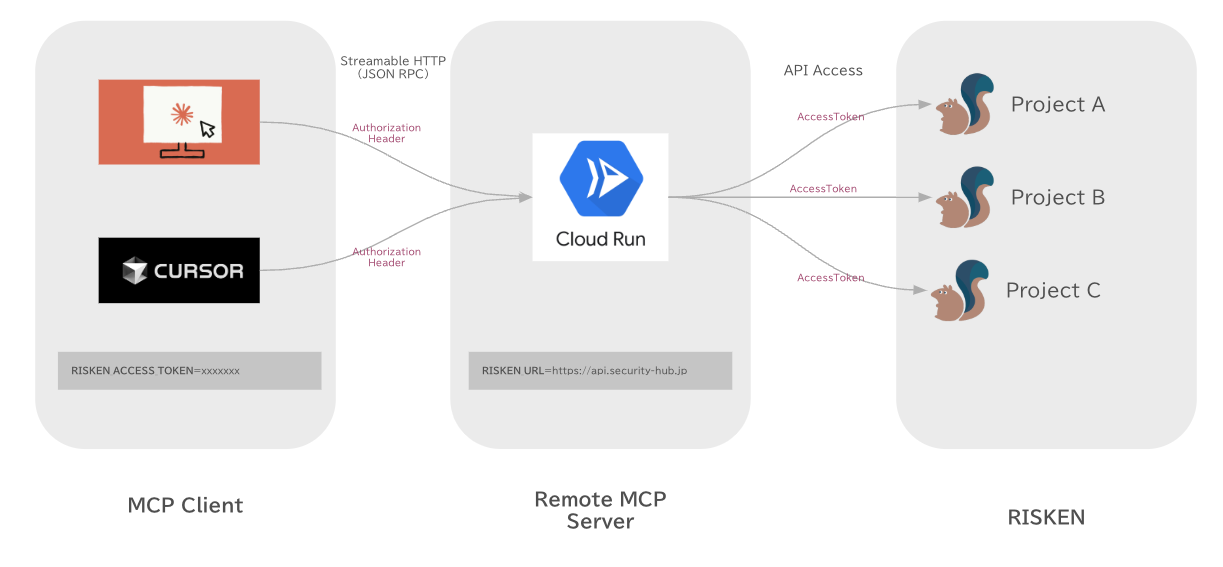 Streamable HTTP
(JSON RPC)
Authorization
Header
CURSOR
Authorization
Header
RISKEN ACCESS TOKEN=xxxxxxx
MCP Client
Cloud Run
RISKEN URL=https://api.security-hub.jp
Remote MCP
Server
API Access
AccessToken
AccessToken
AccessToken
Project A
Project B
Project C
RISKEN